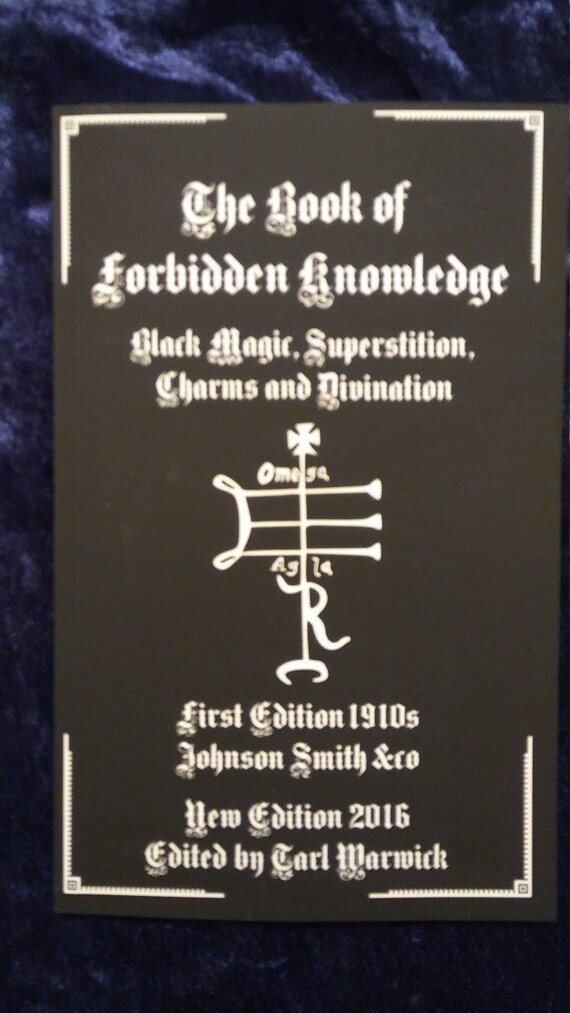 The Book of
Forbidden Knowledge
Black Magic, Superstition,
Charms and Divination
Omega
Agla
R
First Edition 1910s
Johnson Smith &co
New Edition 2016
Edited by Tarl Warwick